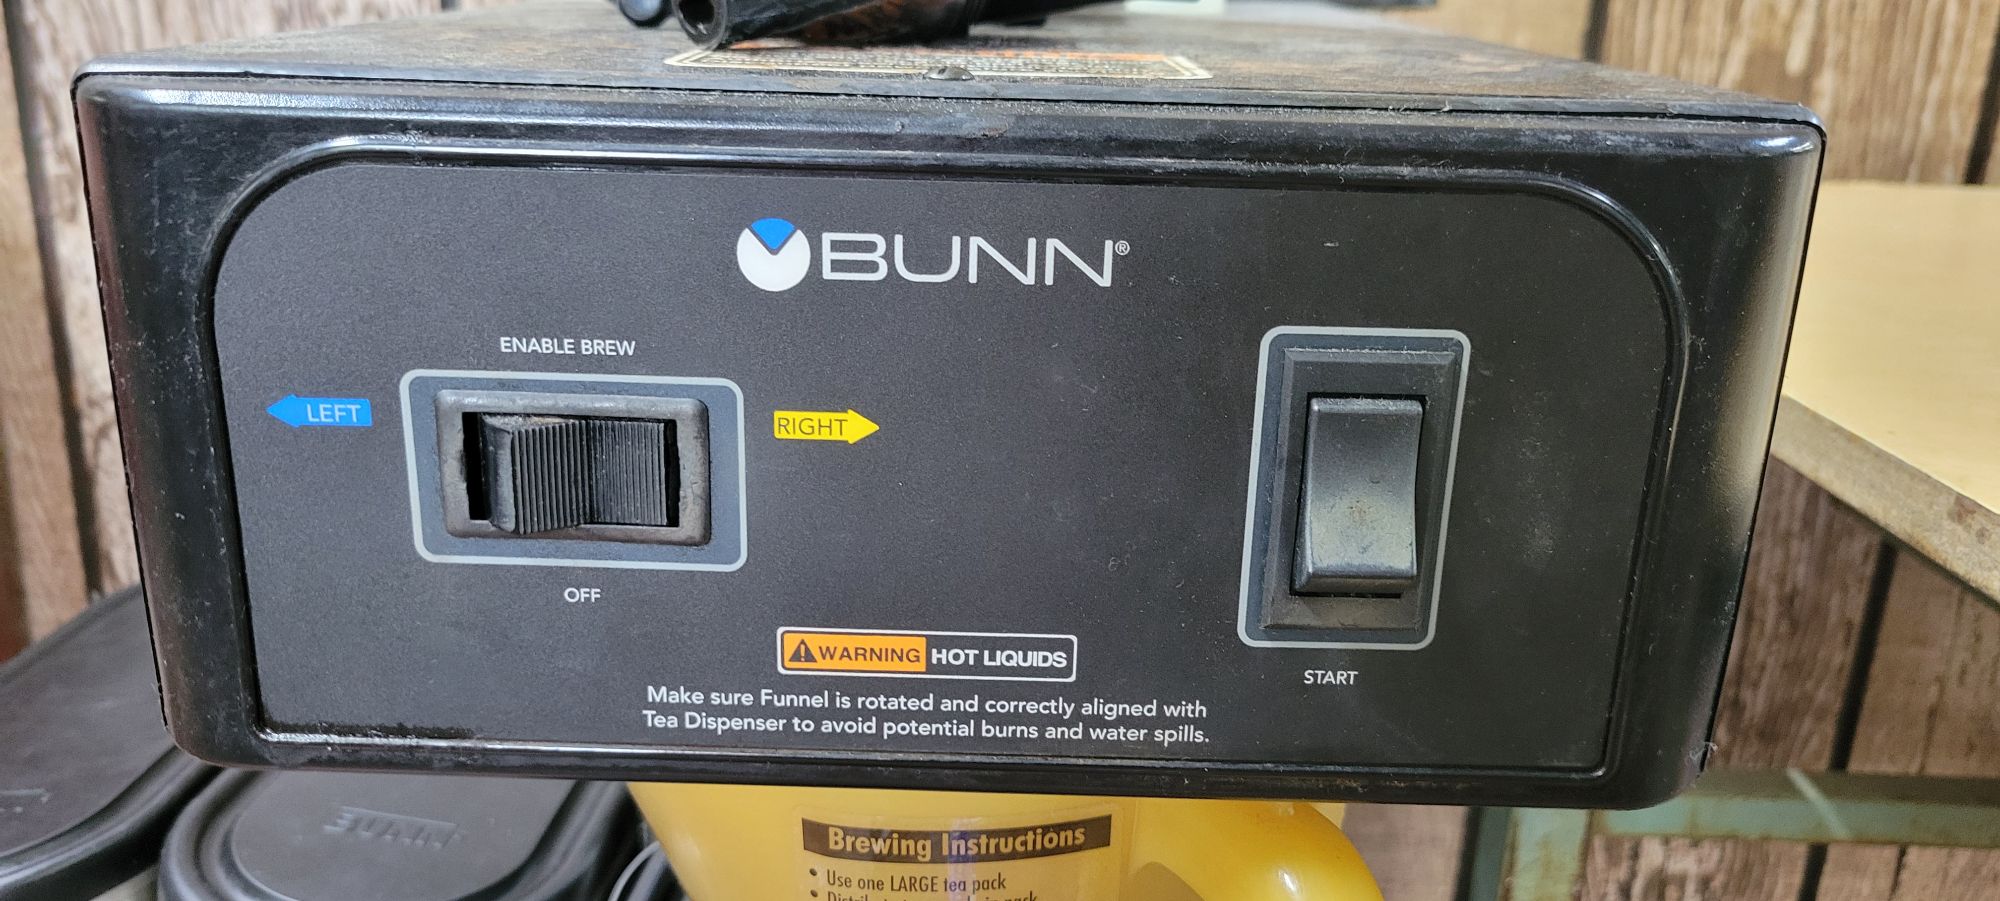 BUNN®
ENABLE BREW
LEFT
RIGHT
OFF
START
WARNING HOT LIQUIDS
Make sure Funnel is rotated and correctly aligned with
Tea Dispenser to avoid potential burns and water spills.
BUNN
Brewing Instructions
• Use one LARGE tea pack